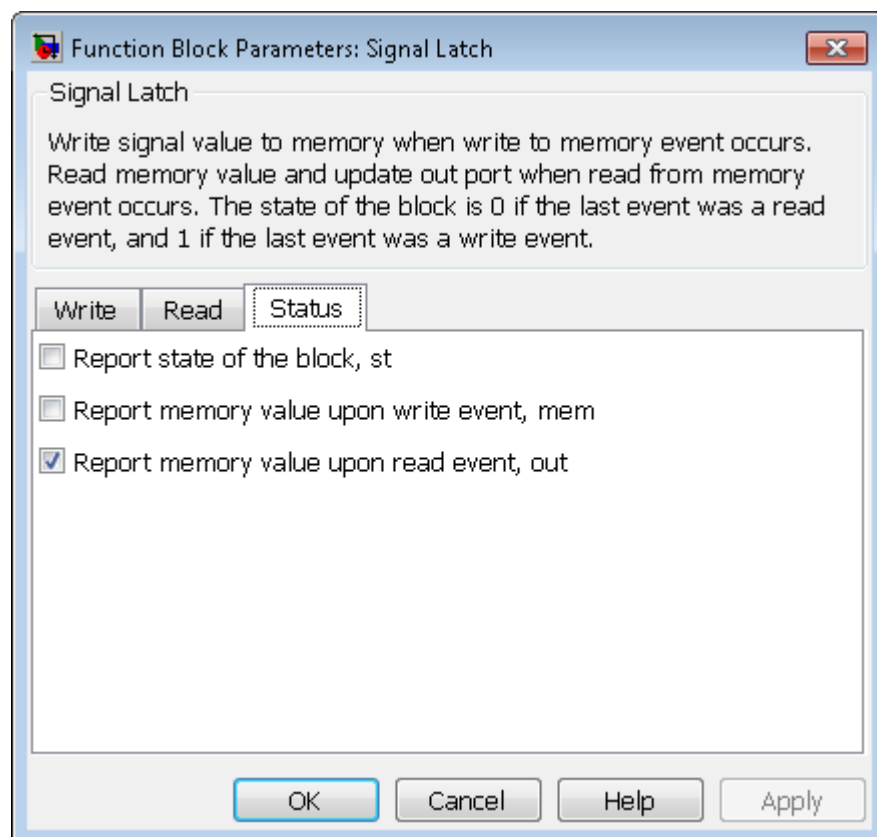 Function Block Parameters: Signal Latch
Signal Latch
Write signal value to memory when write to memory event occurs.
Read memory value and update out port when read from memory
event occurs. The state of the block is 0 if the last event was a read
event, and 1 if the last event was a write event.
Write Read Status
Report state of the block, st
Report memory value upon write event, mem
Report memory value upon read event, out
OK Cancel Help Apply